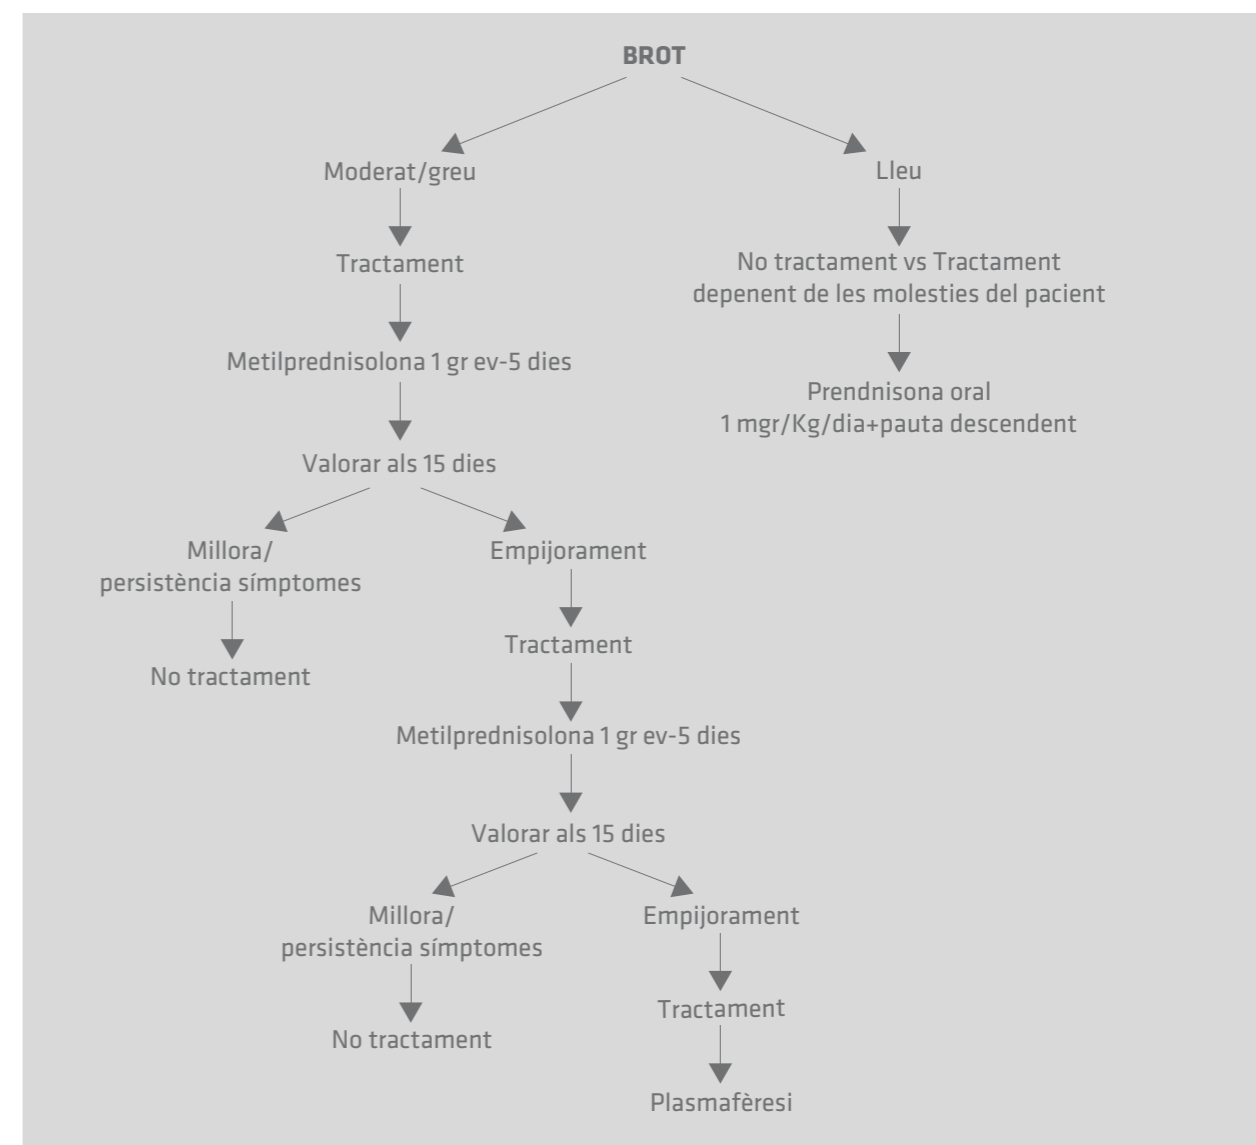 BROT
Moderat/greu
Lleu
Tractament
No tractament vs Tractament
depenent de les molesties del pacient
Metilprednisolona 1 gr ev-5 dies
Prendnisona oral
1 mgr/Kg/dia+pauta descendent
Valorar als 15 dies
Millora/
persistència símptomes
Empijorament
No tractament
Tractament
Metilprednisolona 1 gr ev-5 dies
Valorar als 15 dies
Millora/
persistència símptomes
Empijorament
No tractament
Tractament
Plasmafèresi